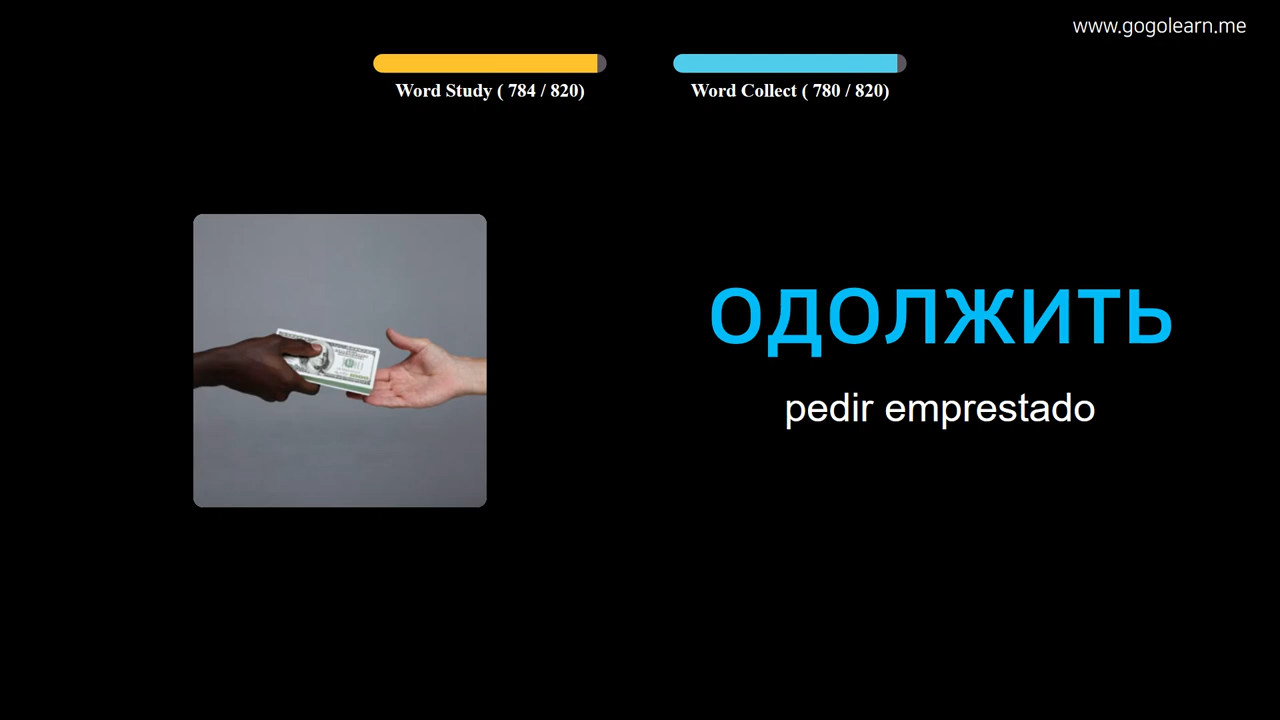 www.gogolearn.me
Word Study ( 784 / 820)
Word Collect ( 780 / 820)
одолжить
pedir emprestado